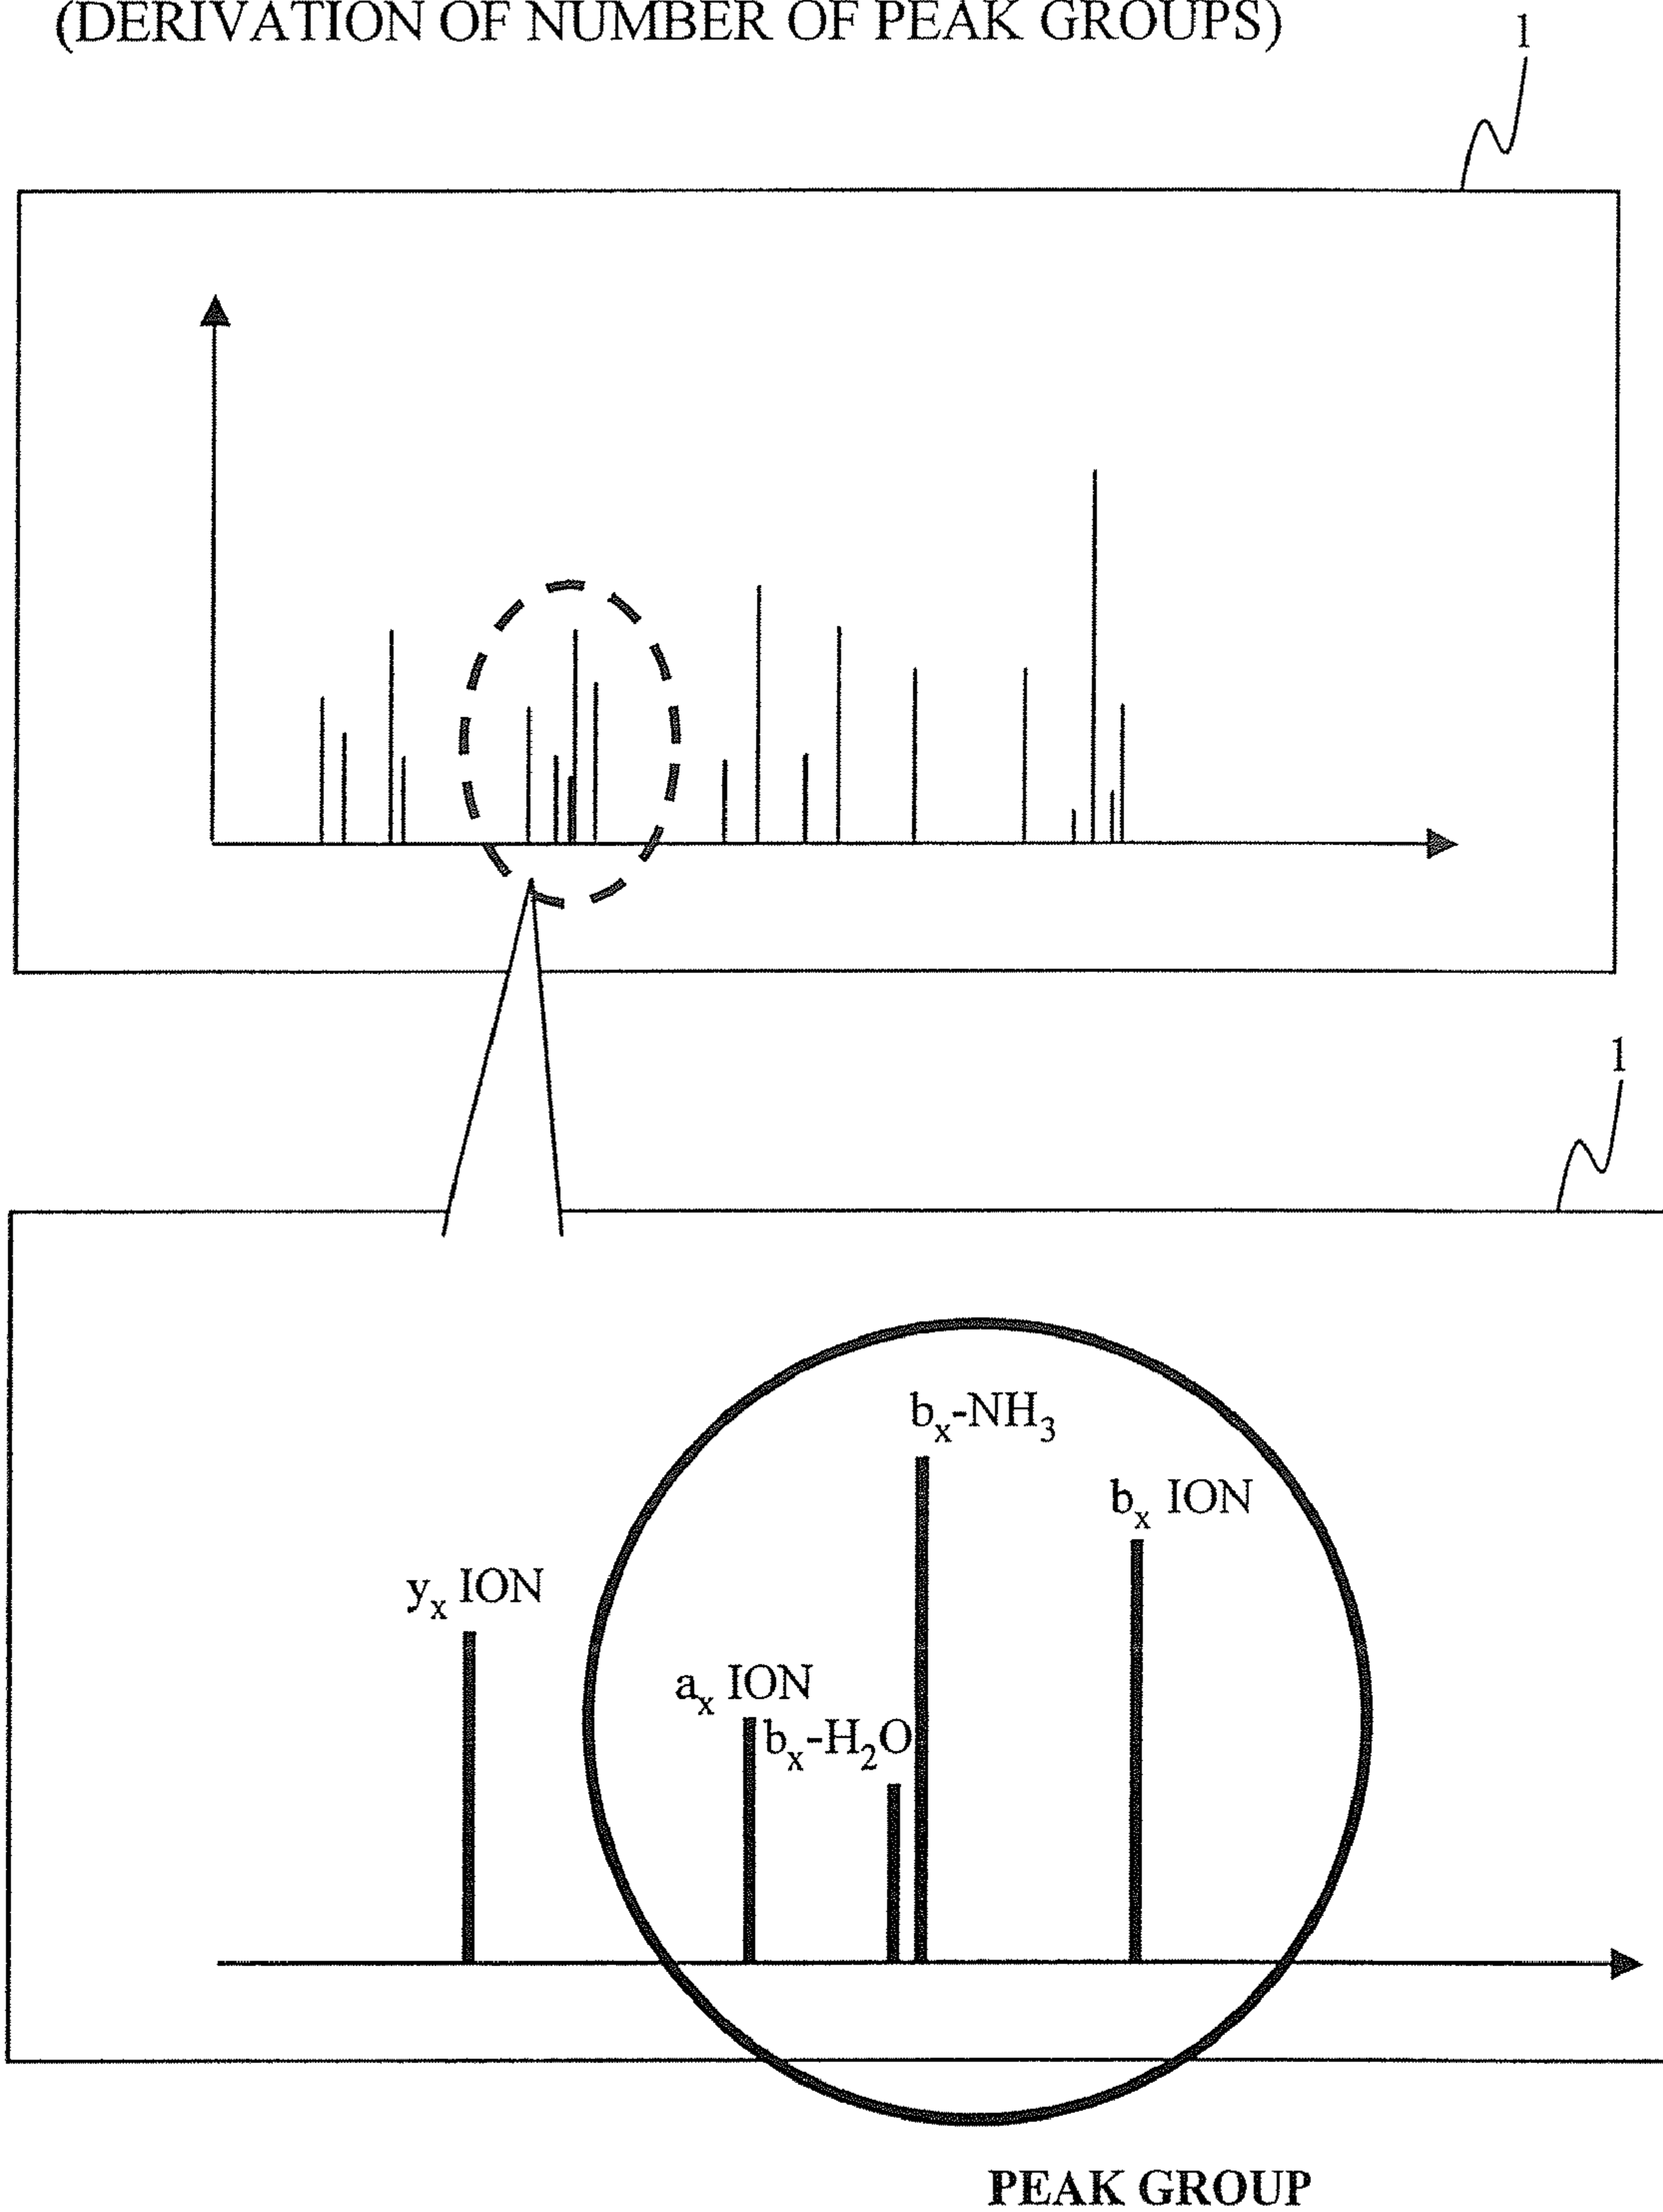 (DERIVATION OF NUMBER OF PEAK GROUPS)
1
1
bₓ-NH₃
bₓ ION
yₓ ION
aₓ ION
bₓ-H₂O
PEAK GROUP